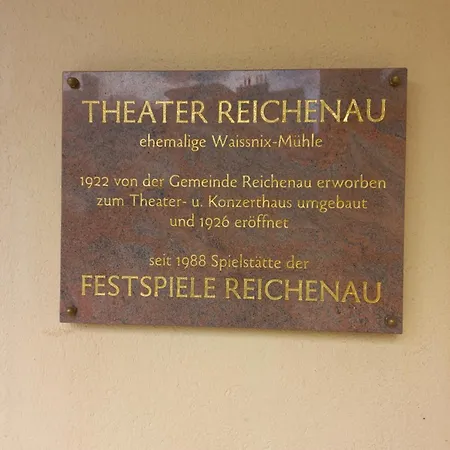 THEATER REICHENAU
ehemalige Waissnix-Mühle
1922 von der Gemeinde Reichenau erworben
zum Theater- u. Konzerthaus umgebaut
und 1926 eröffnet
seit 1988 Spielstätte der
FESTSPIELE REICHENAU